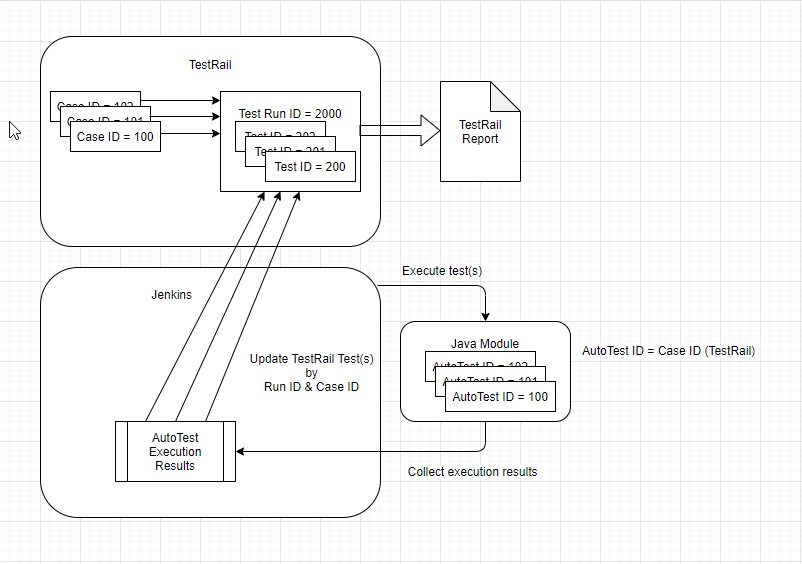 TestRail
Case ID = 102
Case ID = 101
Case ID = 100
Test Run ID = 2000
Test ID = 202
Test ID = 201
Test ID = 200
TestRail
Report
Jenkins
Execute test(s)
Java Module
AutoTest ID = 102
AutoTest ID = 101
AutoTest ID = 100
AutoTest ID = Case ID (TestRail)
Update TestRail Test(s)
by
Run ID & Case ID
AutoTest
Execution
Results
Collect execution results